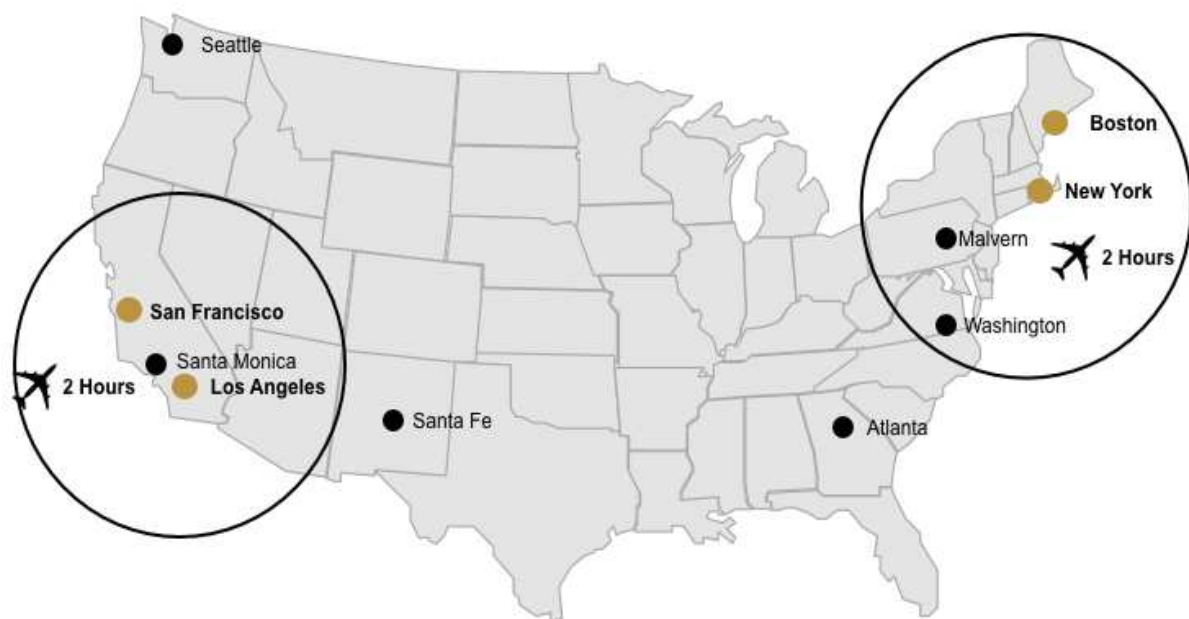 Seattle
Boston
New York
Malvern
2 Hours
San Francisco
Washington
Santa Monica
2 Hours
Los Angeles
Santa Fe
Atlanta